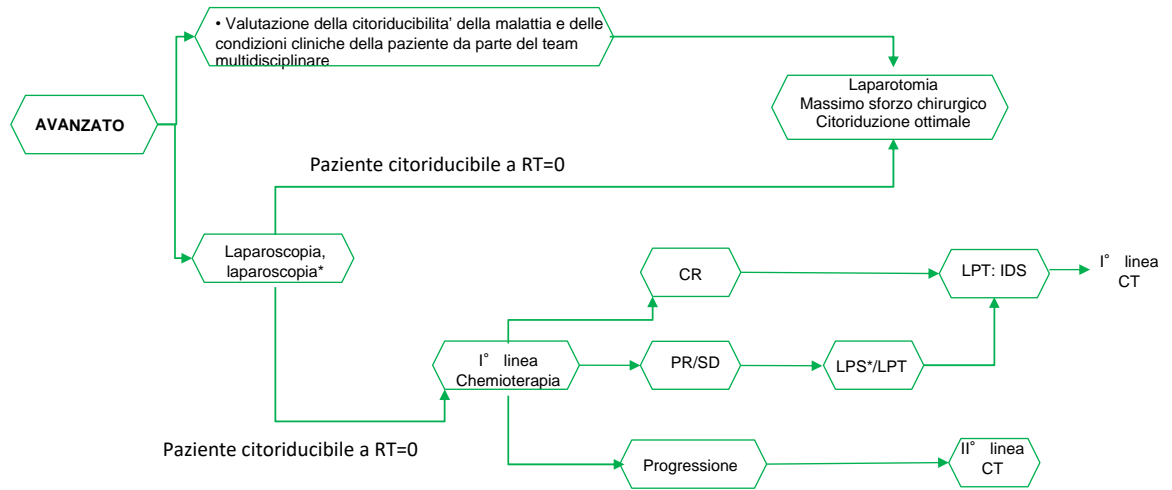 • Valutazione della citoriducibilita' della malattia e delle
condizioni cliniche della paziente da parte del team
multidisciplinare
Laparotomia
Massimo sforzo chirurgico
Citoriduzione ottimale
AVANZATO
Paziente citoriducibile a RT=0
Laparoscopia,
laparoscopia*
CR
LPT: IDS
I° linea
CT
I° linea
Chemioterapia
PR/SD
LPS*/LPT
Paziente citoriducibile a RT=0
Progressione
II° linea
CT